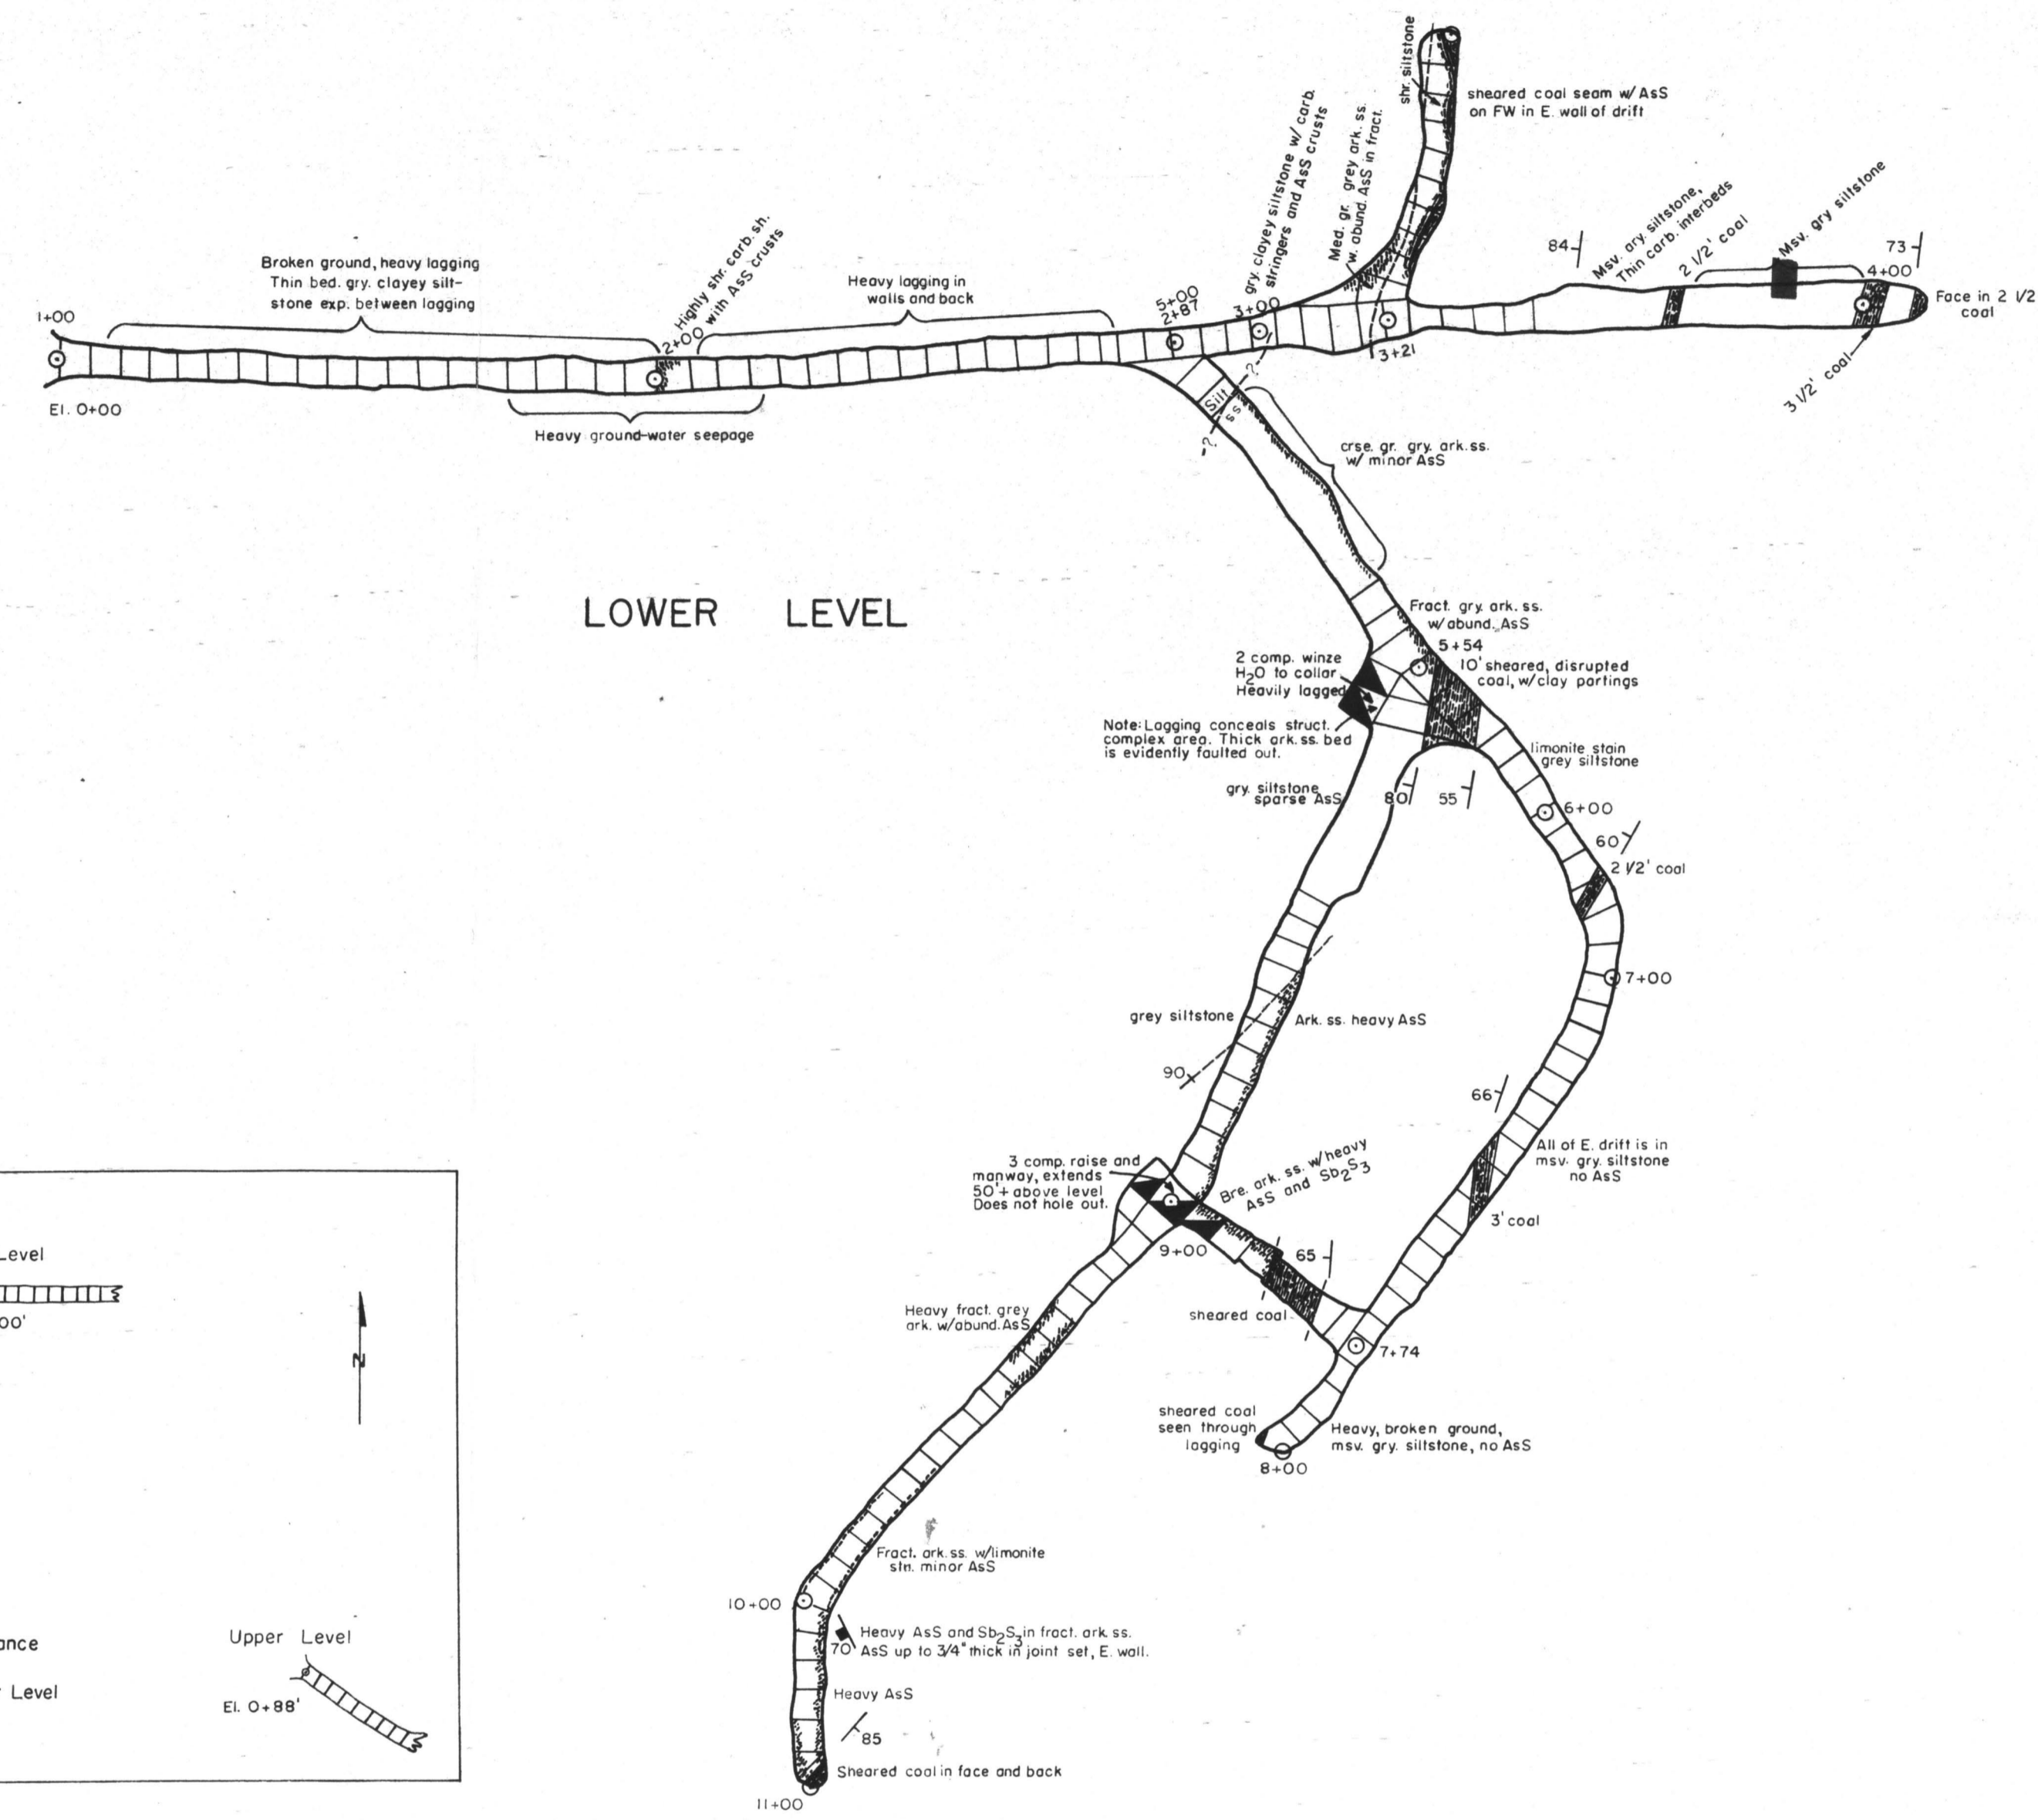 shr. siltstone
sheared coal seam w/ AsS
on FW in E. wall of drift
gry. clayey siltstone w/ carb.
stringers and AsS crusts
Med. gr. grey ark. ss.
w. abund. AsS in fract.
Msv. gry. siltstone,
Thin carb. interbeds
2 1/2' coal
Msv. gry siltstone
84
73
4+00
Face in 2 1/2
coal
3 1/2' coal
Broken ground, heavy lagging
Thin bed. gry. clayey silt-
stone exp. between lagging
Highly shr. carb. sh.
with AsS crusts
2+00
Heavy lagging in
walls and back
5+00
2+87
3+00
3+21
1+00
El. 0+00
Heavy ground-water seepage
Silt
ss
-?-
-?-
crse. gr. gry. ark. ss.
w/ minor AsS
LOWER LEVEL
Fract. gry. ark. ss.
w/ abund. AsS
5+54
10' sheared, disrupted
coal, w/clay partings
2 comp. winze
H2O to collar
Heavily lagged
Note: Lagging conceals struct.
complex area. Thick ark. ss. bed
is evidently faulted out.
limonite stain
grey siltstone
gry. siltstone
sparse AsS
80
55
6+00
60
2 1/2' coal
7+00
grey siltstone
Ark. ss. heavy AsS
90
66
All of E. drift is in
msv. gry. siltstone
no AsS
3' coal
3 comp. raise and
manway, extends
50'+ above level
Does not hole out.
Bre. ark. ss. w/heavy
AsS and Sb2S3
9+00
65
sheared coal
7+74
Heavy fract. grey
ark. w/abund. AsS
sheared coal
seen through
lagging
Heavy, broken ground,
msv. gry. siltstone, no AsS
8+00
Fract. ark. ss. w/limonite
stn. minor AsS
10+00
Heavy AsS and Sb2S3 in fract. ark. ss.
70 AsS up to 3/4" thick in joint set, E. wall.
Heavy AsS
85
Sheared coal in face and back
11+00
Level
00'
N
ance
Level
Upper Level
El. 0+88'